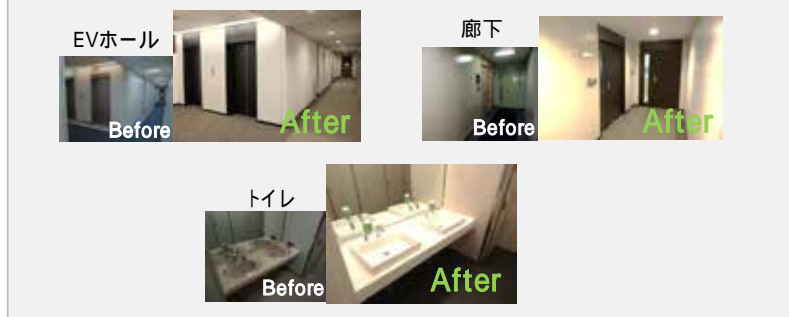 EVホール
Before
After
廊下
Before
After
トイレ
Before
After